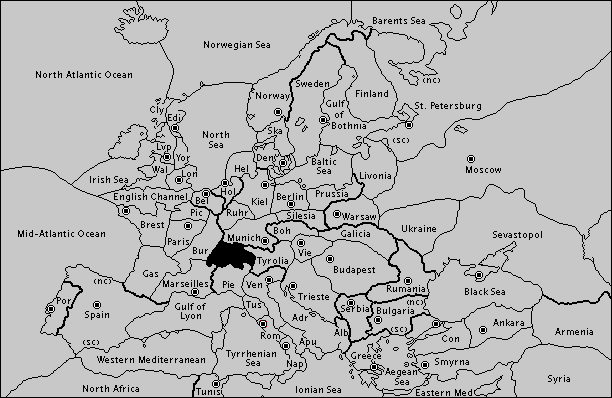 Barents Sea
Norwegian Sea
North Atlantic Ocean
(nc)
Sweden
Norway
Finland
Gulf
of
Bothnia
St. Petersburg
Cly
Edi
Ska
North
Sea
(sc)
Lvp
Yor
Den
Baltic
Sea
Moscow
Wal
Lon
Hel
Livonia
Irish Sea
English Channel
Hol
Kiel
Berlin
Prussia
Bel
Pic
Ruhr
Silesia
Warsaw
Brest
Mid-Atlantic Ocean
Paris
Munich
Boh
Galicia
Ukraine
Sevastopol
Bur
Vie
Tyrolia
Budapest
Gas
(nc)
Marseilles
Pie
Ven
Rumania
Black Sea
Por
Spain
Gulf of
Lyon
Tus
Trieste
Serbia
(nc)
Bulgaria
Adr
Rom
(sc)
Ankara
Armenia
(sc)
Apu
Alb
Con
Western Mediterranean
Tyrrhenian
Sea
Nap
Greece
Aegean
Sea
Smyrna
Syria
North Africa
Tunis
Ionian Sea
Eastern Med